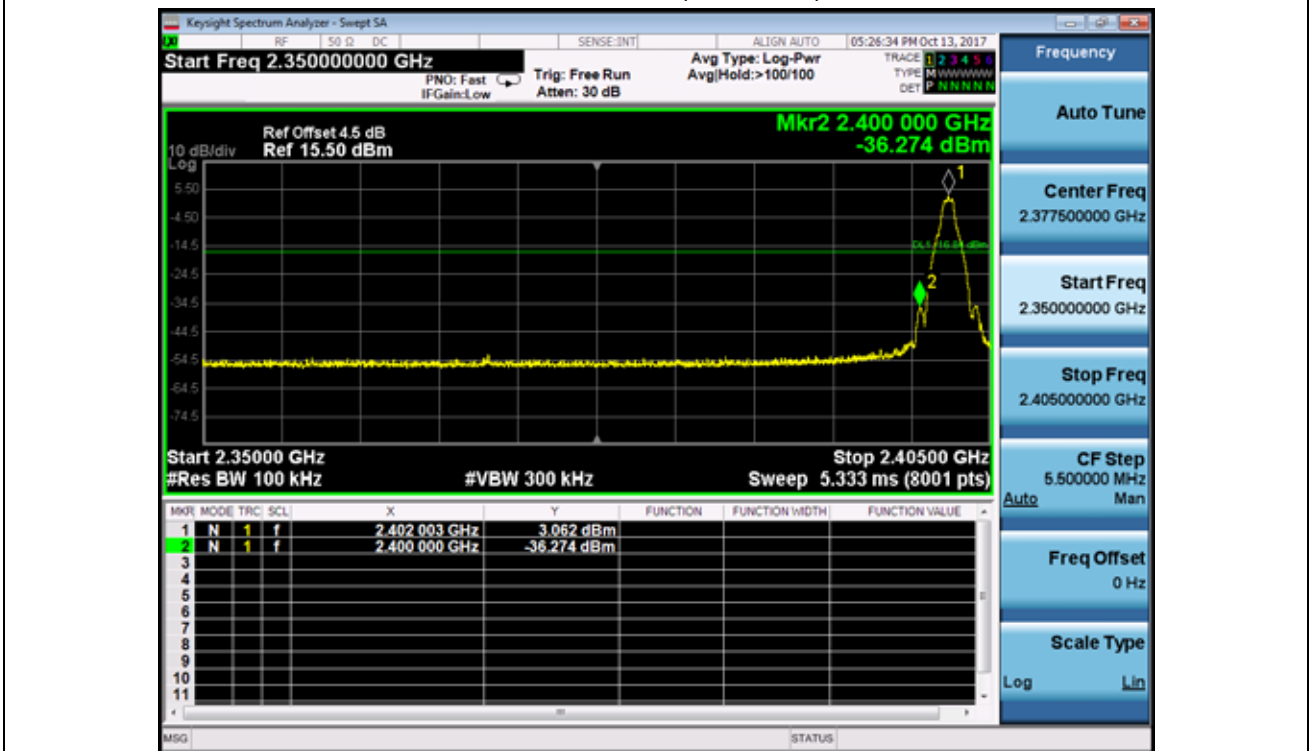 Keysight Spectrum Analyzer - Swept SA
RF 50 Ω DC SENSE:INT ALIGN AUTO 05:26:34 PM Oct 13, 2017
Start Freq 2.350000000 GHz
PNO: Fast
IFGain:Low
Trig: Free Run
Atten: 30 dB
Avg Type: Log-Pwr
Avg|Hold:>100/100
TRACE 1 2 3 4 5 6
TYPE M WWWWW
DET P N N N N N
Mkr2 2.400 000 GHz
-36.274 dBm
Ref Offset 4.5 dB
10 dB/div Ref 15.50 dBm
Log
1
5.50
-4.50
-14.5
-24.5
2
-34.5
-44.5
-54.5
-64.5
-74.5
Start 2.35000 GHz Stop 2.40500 GHz
#Res BW 100 kHz #VBW 300 kHz Sweep 5.333 ms (8001 pts)
MKR MODE TRC SCL X Y FUNCTION FUNCTION WIDTH FUNCTION VALUE
1 N 1 f 2.402 003 GHz 3.062 dBm
2 N 1 f 2.400 000 GHz -36.274 dBm
3
4
5
6
7
8
9
10
11
MSG STATUS
Frequency
Auto Tune
Center Freq
2.377500000 GHz
Start Freq
2.350000000 GHz
Stop Freq
2.405000000 GHz
CF Step
5.500000 MHz
Auto Man
Freq Offset
0 Hz
Scale Type
Log Lin